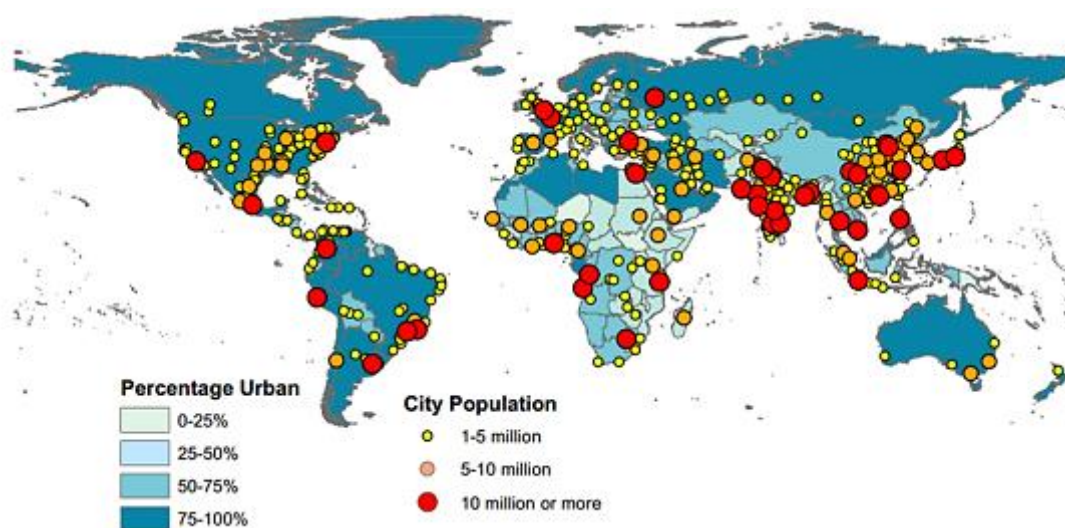 Percentage Urban
0-25%
25-50%
50-75%
75-100%
City Population
1-5 million
5-10 million
10 million or more